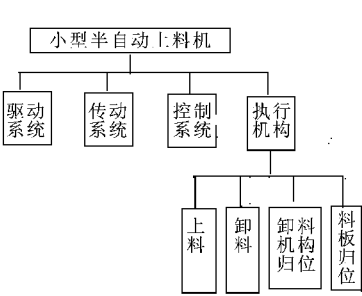 小型半自动上料机
驱动
系统
传动
系统
控制
系统
执行
机构
上
料
卸
料
卸料
机构
归位
料
板
归
位